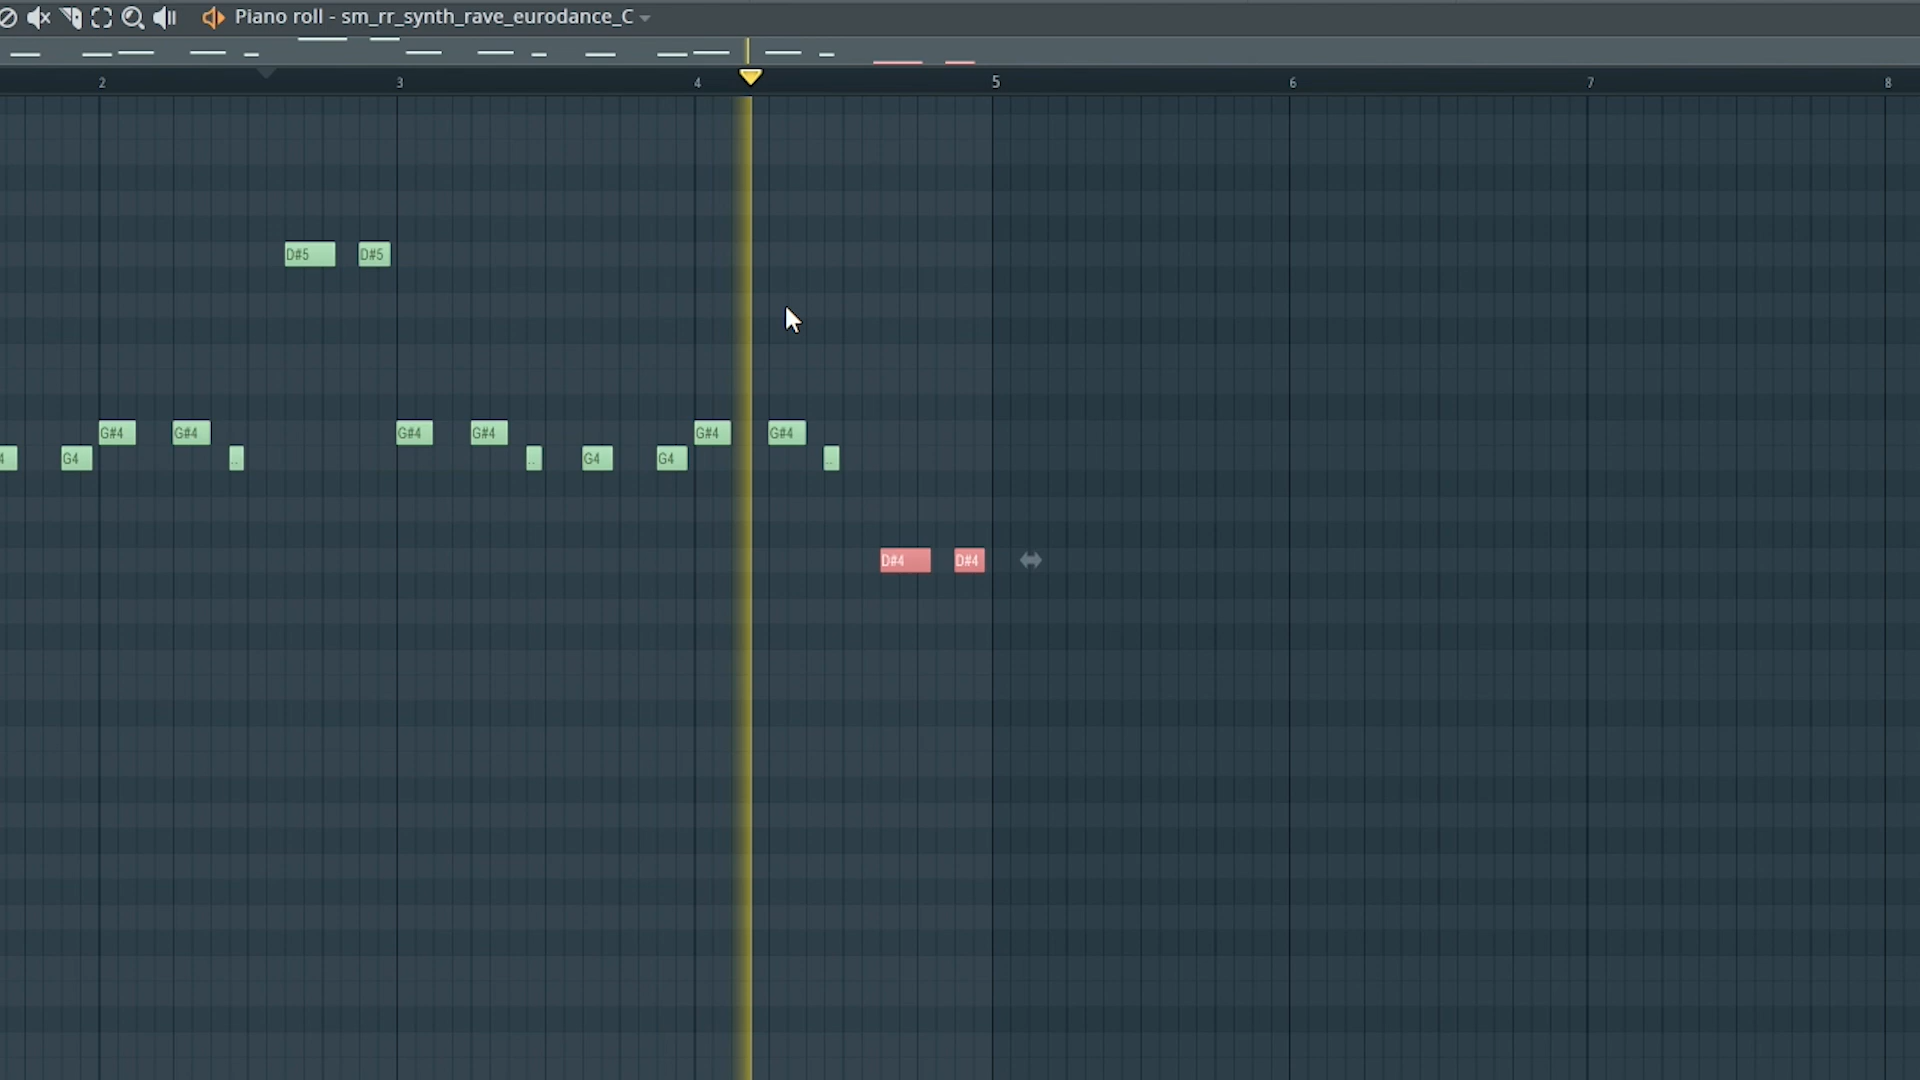 Piano roll - sm_rr_synth_rave_eurodance_C
2 3 4 5 6 7 8
D#5 D#5
G#4 G#4 G#4 G#4 G#4 G#4
4 G4 .. .. G4 G4 ..
D#4 D#4